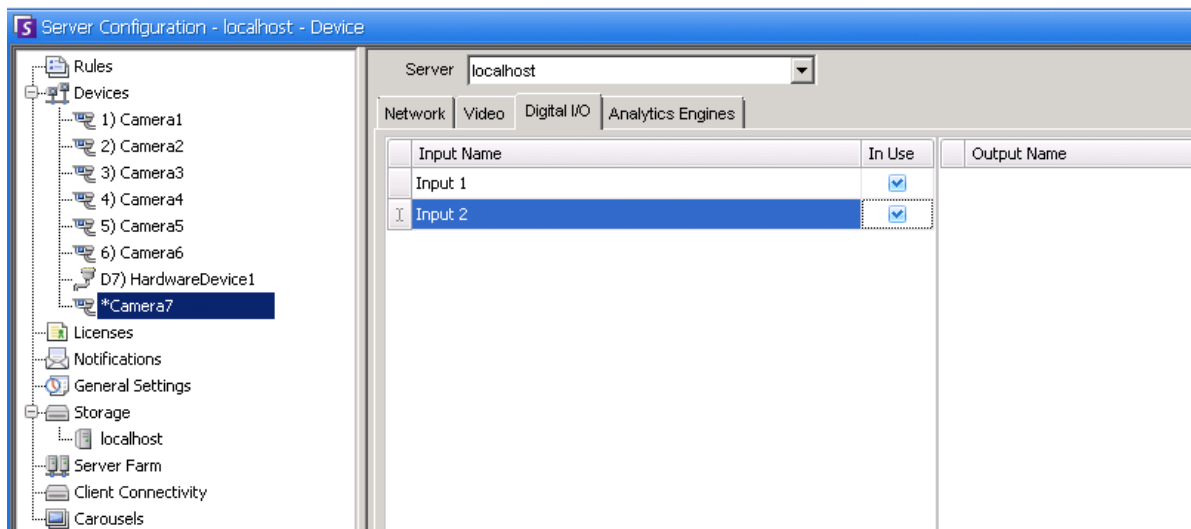 Server Configuration - localhost - Device
Rules
Devices
1) Camera1
2) Camera2
3) Camera3
4) Camera4
5) Camera5
6) Camera6
D7) HardwareDevice1
*Camera7
Licenses
Notifications
General Settings
Storage
localhost
Server Farm
Client Connectivity
Carousels
Server localhost
Network Video Digital I/O Analytics Engines
Input Name In Use Output Name
Input 1
Input 2